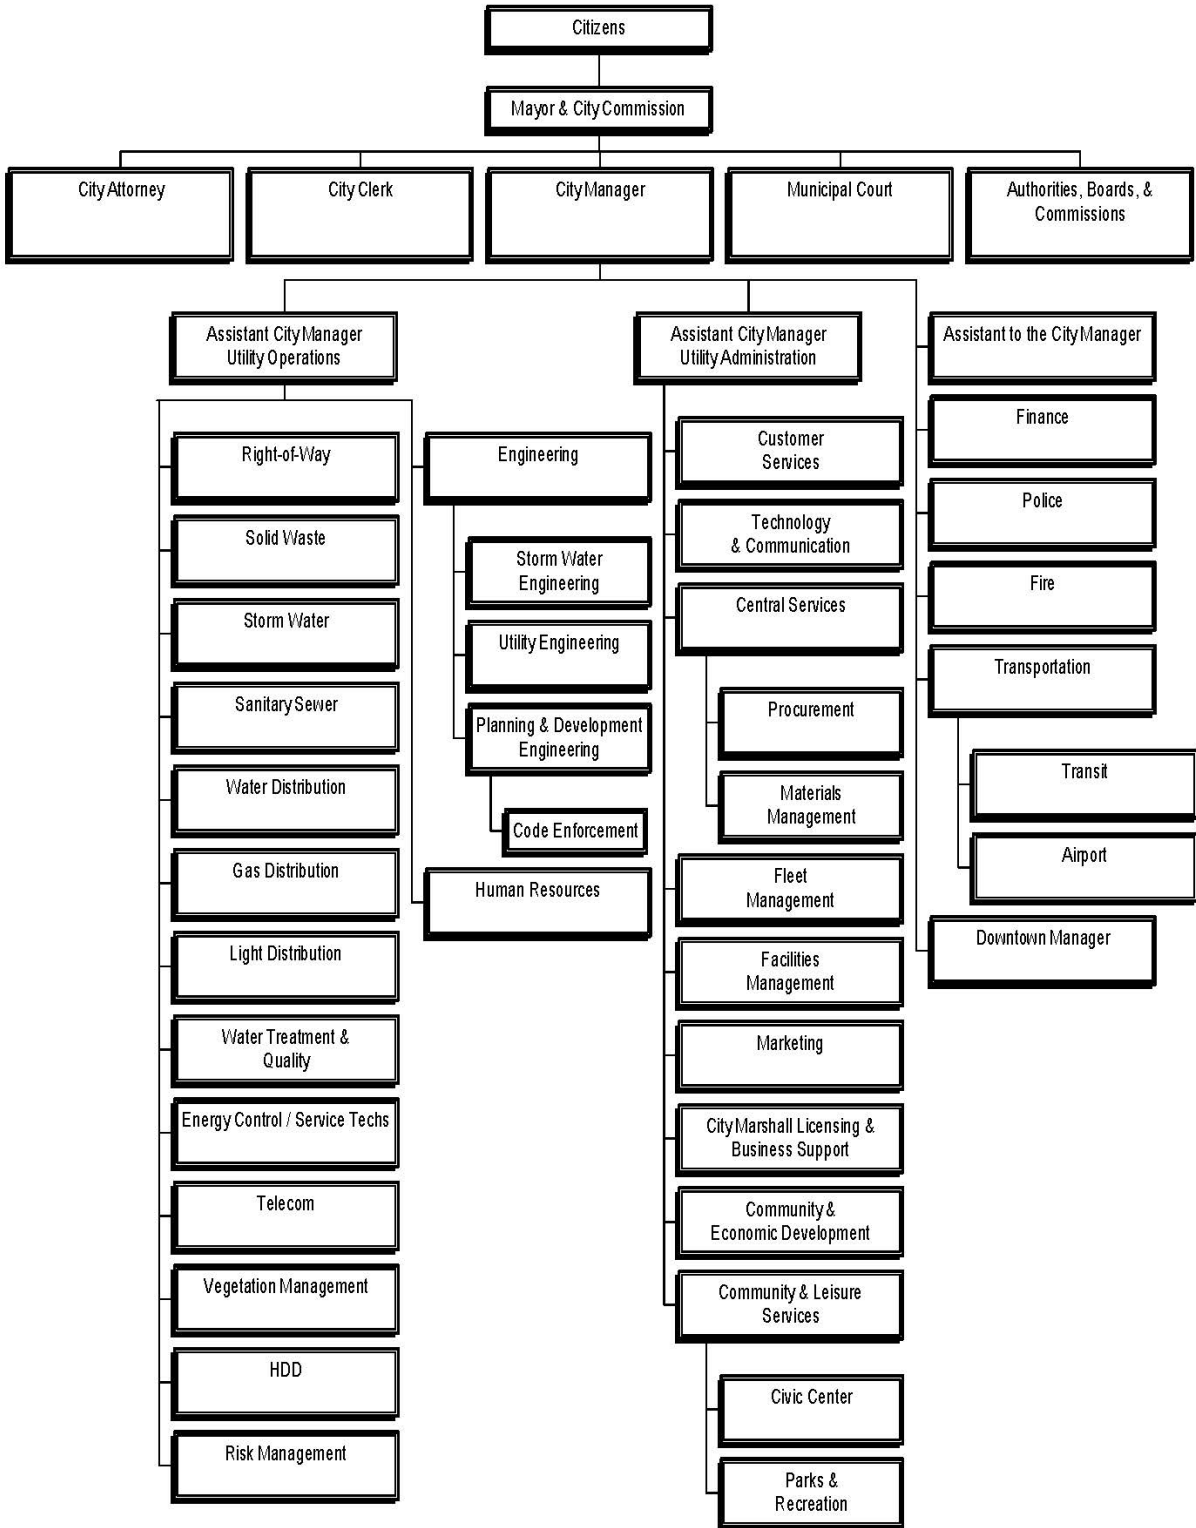 Citizens
Mayor & City Commission
City Attorney
City Clerk
City Manager
Municipal Court
Authorities, Boards, &
Commissions
Assistant City Manager
Utility Operations
Right-of-Way
Solid Waste
Storm Water
Sanitary Sewer
Water Distribution
Gas Distribution
Light Distribution
Water Treatment &
Quality
Energy Control / Service Techs
Telecom
Vegetation Management
HDD
Risk Management
Engineering
Storm Water
Engineering
Utility Engineering
Planning & Development
Engineering
Code Enforcement
Human Resources
Assistant City Manager
Utility Administration
Customer
Services
Technology
& Communication
Central Services
Procurement
Materials
Management
Fleet
Management
Facilities
Management
Marketing
City Marshall Licensing &
Business Support
Community &
Economic Development
Community & Leisure
Services
Civic Center
Parks &
Recreation
Assistant to the City Manager
Finance
Police
Fire
Transportation
Transit
Airport
Downtown Manager